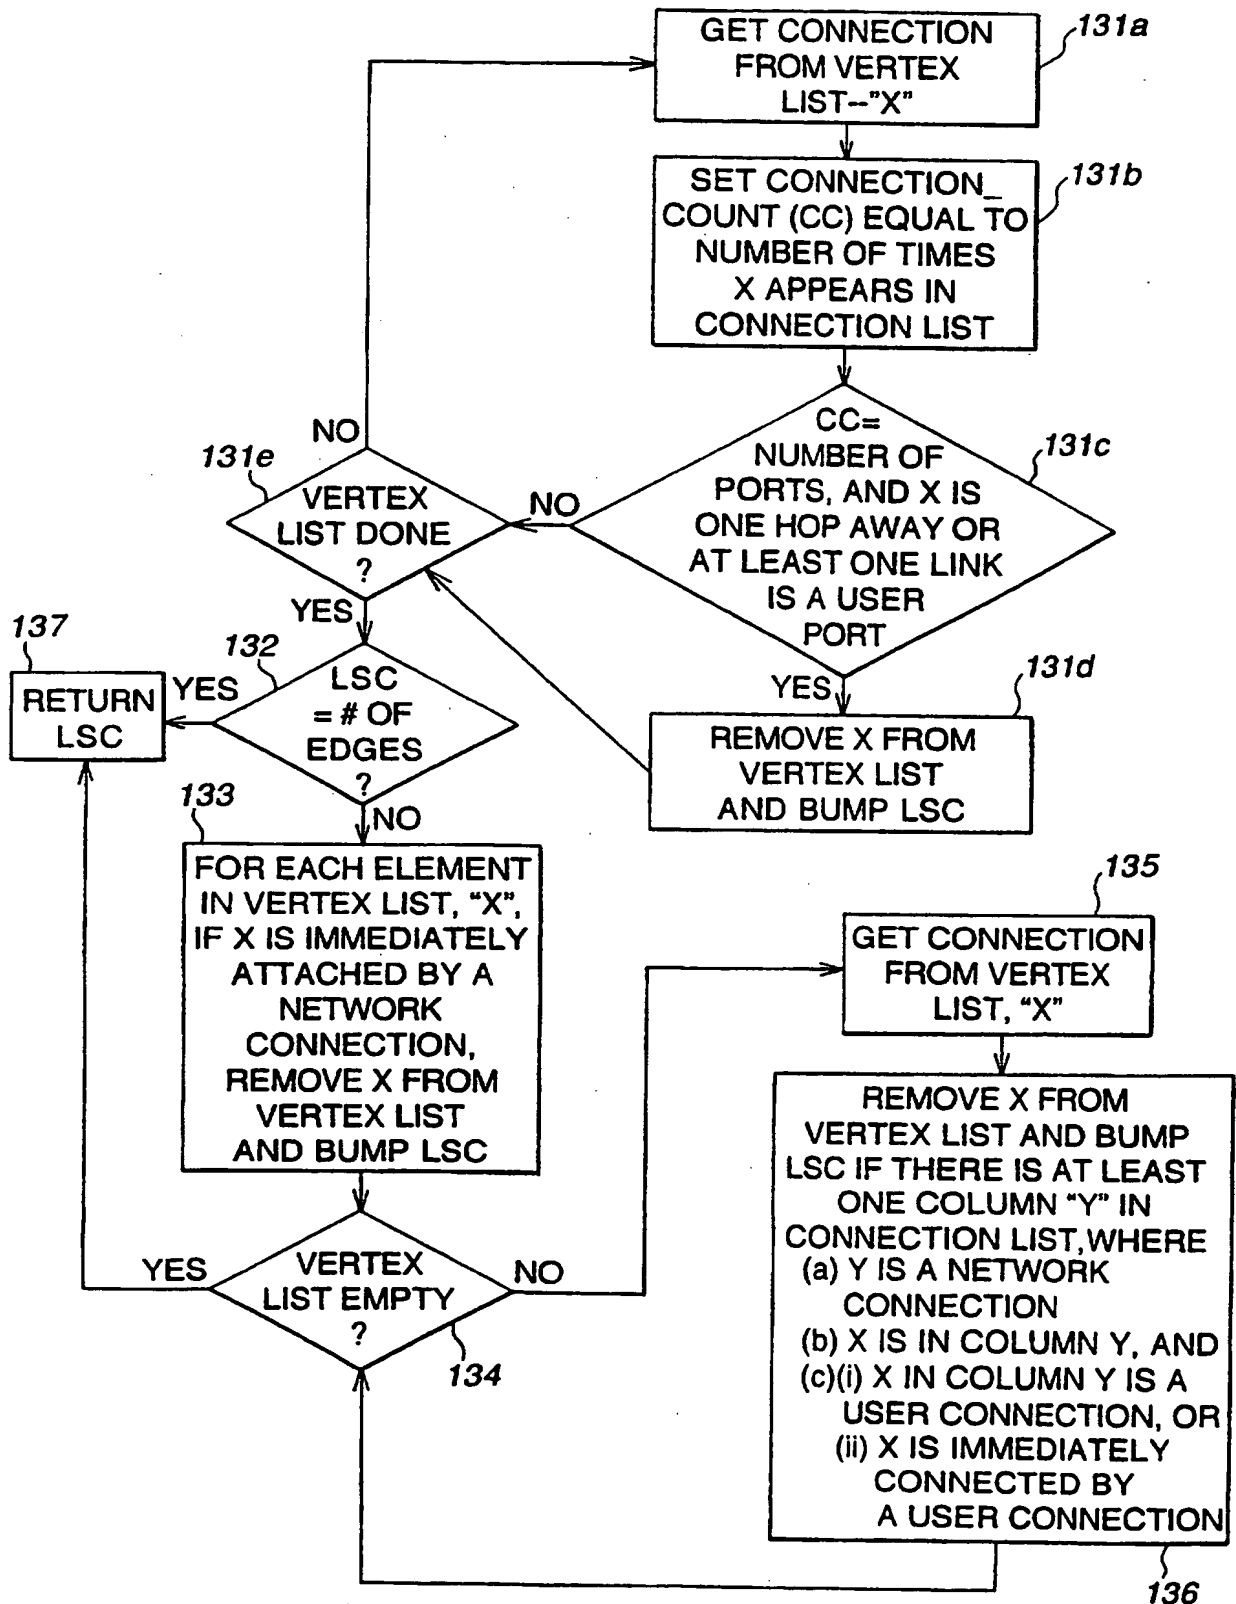 GET CONNECTION
FROM VERTEX
LIST--"X"
131a
SET CONNECTION_
COUNT (CC) EQUAL TO
NUMBER OF TIMES
X APPEARS IN
CONNECTION LIST
131b
CC=
NUMBER OF
PORTS, AND X IS
ONE HOP AWAY OR
AT LEAST ONE LINK
IS A USER
PORT
131c
NO
YES
131d
REMOVE X FROM
VERTEX LIST
AND BUMP LSC
131e
NO
VERTEX
LIST DONE
?
YES
132
LSC
= # OF
EDGES
?
YES
137
RETURN
LSC
NO
133
FOR EACH ELEMENT
IN VERTEX LIST, "X",
IF X IS IMMEDIATELY
ATTACHED BY A
NETWORK
CONNECTION,
REMOVE X FROM
VERTEX LIST
AND BUMP LSC
YES
VERTEX
LIST EMPTY
?
NO
134
135
GET CONNECTION
FROM VERTEX
LIST, "X"
REMOVE X FROM
VERTEX LIST AND BUMP
LSC IF THERE IS AT LEAST
ONE COLUMN "Y" IN
CONNECTION LIST,WHERE
(a) Y IS A NETWORK
CONNECTION
(b) X IS IN COLUMN Y, AND
(c)(i) X IN COLUMN Y IS A
USER CONNECTION, OR
(ii) X IS IMMEDIATELY
CONNECTED BY
A USER CONNECTION
136